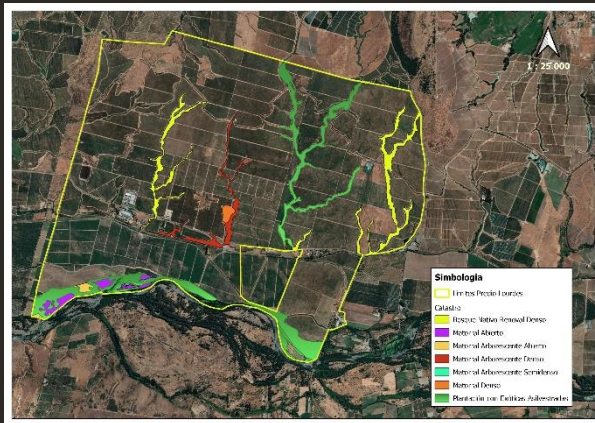 1 : 25.000
Simbologia
Limites Predio Lourdes
Catastro
Bosque Nativo Renoval Denso
Matorral Abierto
Matorral Arborescente Abierto
Matorral Arborescente Denso
Matorral Arborescente Semidenso
Matorral Denso
Plantación con Exóticas Asilvestradas